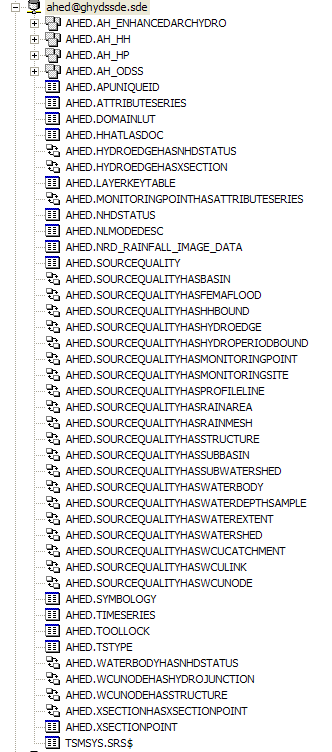 ahed@ghydssde.sde
AHED.AH_ENHANCEDARCHYDRO
AHED.AH_HH
AHED.AH_HP
AHED.AH_ODSS
AHED.APUNIQUEID
AHED.ATTRIBUTESERIES
AHED.DOMAINLUT
AHED.HHATLASDOC
AHED.HYDROEDGEHASNHDSTATUS
AHED.HYDROEDGEHASXSECTION
AHED.LAYERKEYTABLE
AHED.MONITORINGPOINTHASATTRIBUTESERIES
AHED.NHDSTATUS
AHED.NLMODEDESC
AHED.NRD_RAINFALL_IMAGE_DATA
AHED.SOURCEQUALITY
AHED.SOURCEQUALITYHASBASIN
AHED.SOURCEQUALITYHASFEMAFLOOD
AHED.SOURCEQUALITYHASHHBOUND
AHED.SOURCEQUALITYHASHYDROEDGE
AHED.SOURCEQUALITYHASHYDROPERIODBOUND
AHED.SOURCEQUALITYHASMONITORINGPOINT
AHED.SOURCEQUALITYHASMONITORINGSITE
AHED.SOURCEQUALITYHASPROFILELINE
AHED.SOURCEQUALITYHASRAINAREA
AHED.SOURCEQUALITYHASRAINMESH
AHED.SOURCEQUALITYHASSTRUCTURE
AHED.SOURCEQUALITYHASSUBBASIN
AHED.SOURCEQUALITYHASSUBWATERSHED
AHED.SOURCEQUALITYHASWATERBODY
AHED.SOURCEQUALITYHASWATERDEPTHSAMPLE
AHED.SOURCEQUALITYHASWATEREXTENT
AHED.SOURCEQUALITYHASWATERSHED
AHED.SOURCEQUALITYHASWCUCATCHMENT
AHED.SOURCEQUALITYHASWCULINK
AHED.SOURCEQUALITYHASWCUNODE
AHED.SYMBOLOGY
AHED.TIMESERIES
AHED.TOOLLOCK
AHED.TSTYPE
AHED.WATERBODYHASNHDSTATUS
AHED.WCUNODEHASHYDROJUNCTION
AHED.WCUNODEHASSTRUCTURE
AHED.XSECTIONHASXSECTIONPOINT
AHED.XSECTIONPOINT
TSMSYS.SRS$